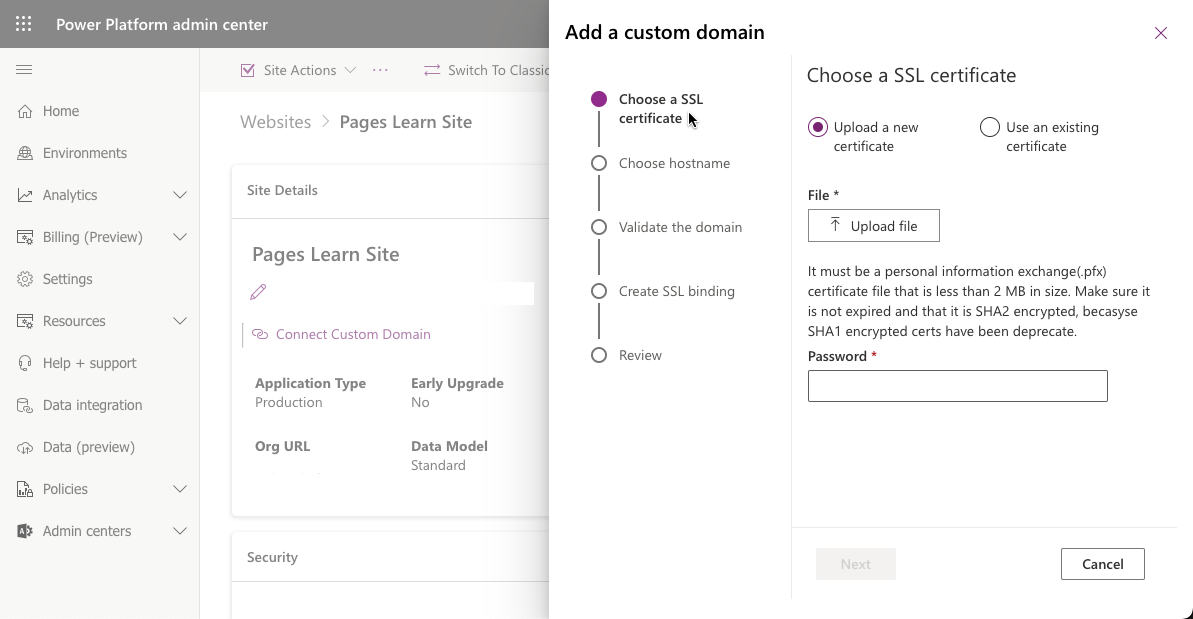 Power Platform admin center
Home
Environments
Analytics
Billing (Preview)
Settings
Resources
Help + support
Data integration
Data (preview)
Policies
Admin centers
Site Actions
Switch To Classic
Websites > Pages Learn Site
Site Details
Pages Learn Site
Connect Custom Domain
Application Type
Production
Early Upgrade
No
Org URL
Data Model
Standard
Security
Add a custom domain
Choose a SSL
certificate
Choose hostname
Validate the domain
Create SSL binding
Review
Choose a SSL certificate
Upload a new
certificate
Use an existing
certificate
File *
Upload file
It must be a personal information exchange(.pfx)
certificate file that is less than 2 MB in size. Make sure it
is not expired and that it is SHA2 encrypted, becasyse
SHA1 encrypted certs have been deprecate.
Password *
Next
Cancel